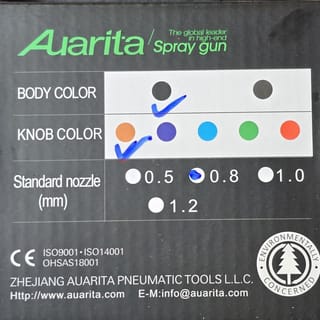 Auarita
The global leader
in high-end
Spray gun
BODY COLOR
KNOB COLOR
Standard nozzle
(mm)
0.5 0.8 1.0
1.2
CE ISO9001·ISO14001
OHSAS18001
ENVIRONMENTALLY
CONCERNED
ZHEJIANG AUARITA PNEUMATIC TOOLS L.L.C.
Http://www.auarita.com E-M:info@auarita.com